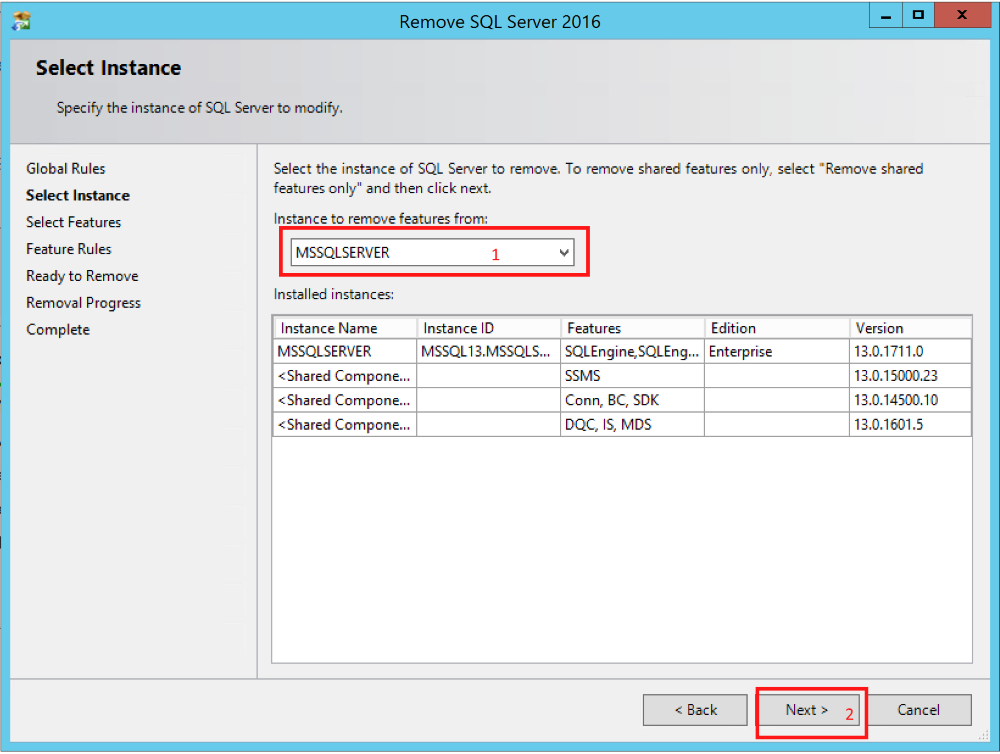 Remove SQL Server 2016
Select Instance
Specify the instance of SQL Server to modify.
Global Rules
Select Instance
Select Features
Feature Rules
Ready to Remove
Removal Progress
Complete
Select the instance of SQL Server to remove. To remove shared features only, select "Remove shared
features only" and then click next.
Instance to remove features from:
MSSQLSERVER 1
Installed instances:
Instance Name Instance ID Features Edition Version
MSSQLSERVER MSSQL13.MSSQLS... SQLEngine,SQLEng... Enterprise 13.0.1711.0
<Shared Compone... SSMS 13.0.15000.23
<Shared Compone... Conn, BC, SDK 13.0.14500.10
<Shared Compone... DQC, IS, MDS 13.0.1601.5
< Back Next > 2 Cancel